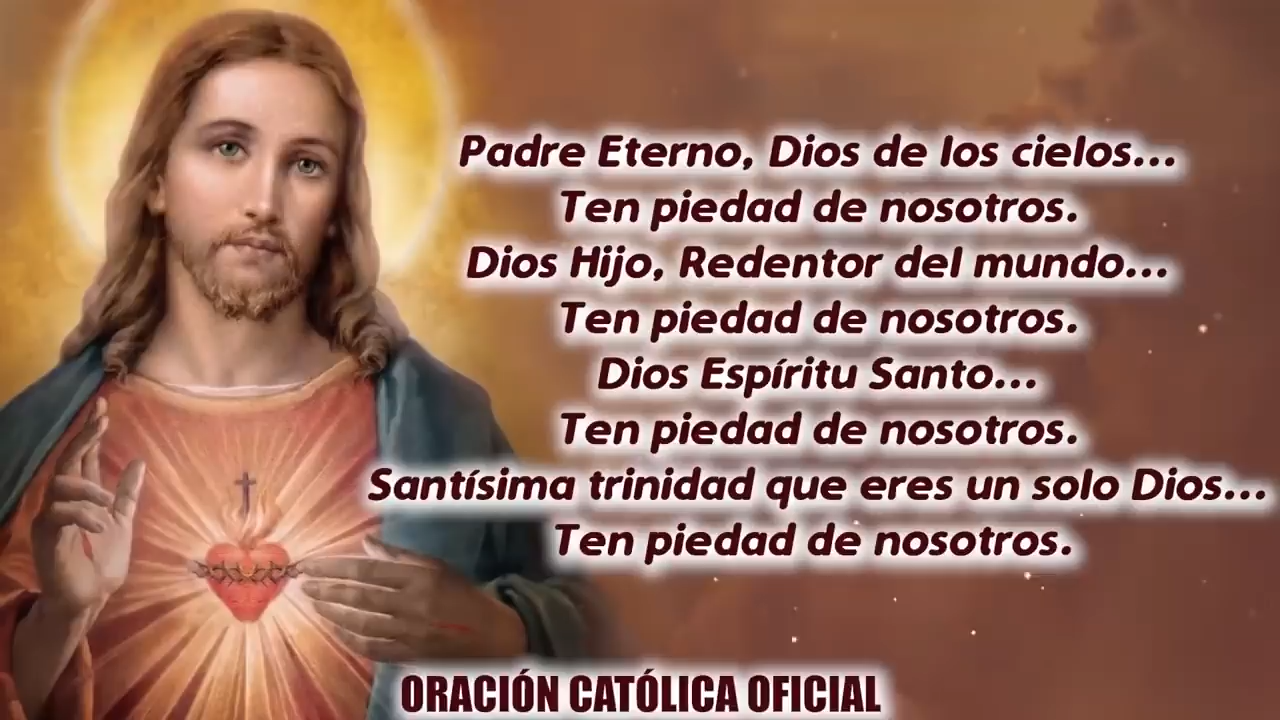 Padre Eterno, Dios de los cielos...
Ten piedad de nosotros.
Dios Hijo, Redentor del mundo...
Ten piedad de nosotros.
Dios Espíritu Santo...
Ten piedad de nosotros.
Santísima trinidad que eres un solo Dios...
Ten piedad de nosotros.
ORACIÓN CATÓLICA OFICIAL